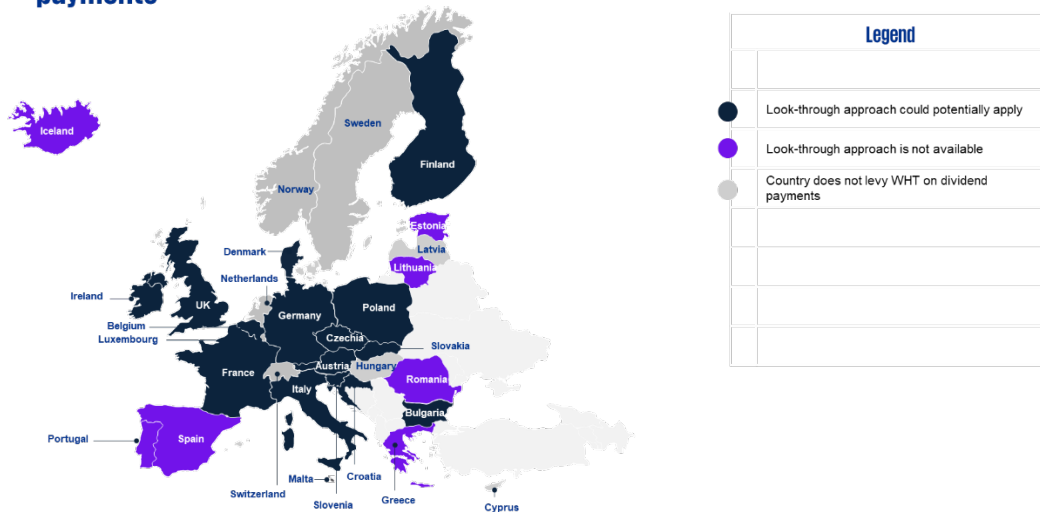 payments
Legend
Look-through approach could potentially apply
Look-through approach is not available
Country does not levy WHT on dividend
payments
Iceland
Sweden
Finland
Norway
Estonia
Latvia
Lithuania
Denmark
Netherlands
Ireland
UK
Belgium
Luxembourg
Germany
Poland
Czechia
Slovakia
France
Austria
Hungary
Italy
Romania
Bulgaria
Portugal
Spain
Malta
Croatia
Switzerland
Slovenia
Greece
Cyprus